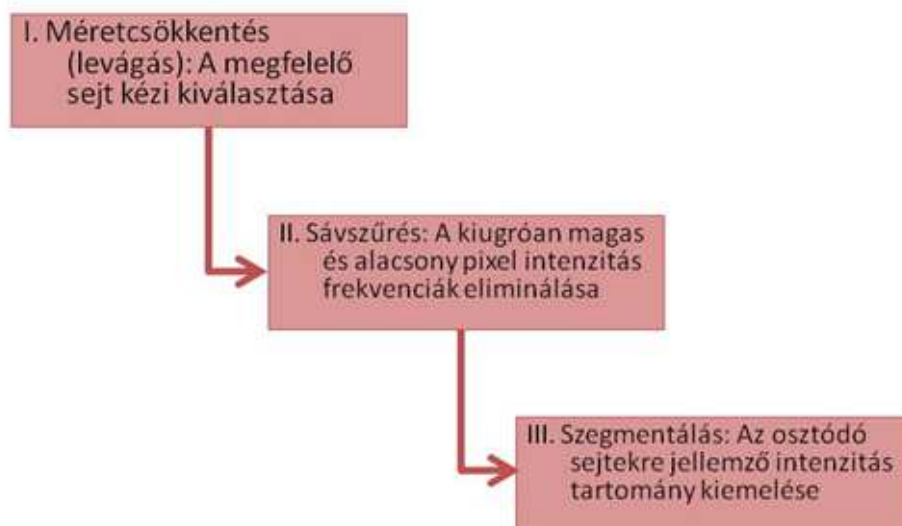 I. Méretcsökkentés
(levágás): A megfelelő
sejt kézi kiválasztása
II. Sávszűrés: A kiugróan magas
és alacsony pixel intenzitás
frekvenciák eliminálása
III. Szegmentálás: Az osztódó
sejtekre jellemző intenzitás
tartomány kiemelése